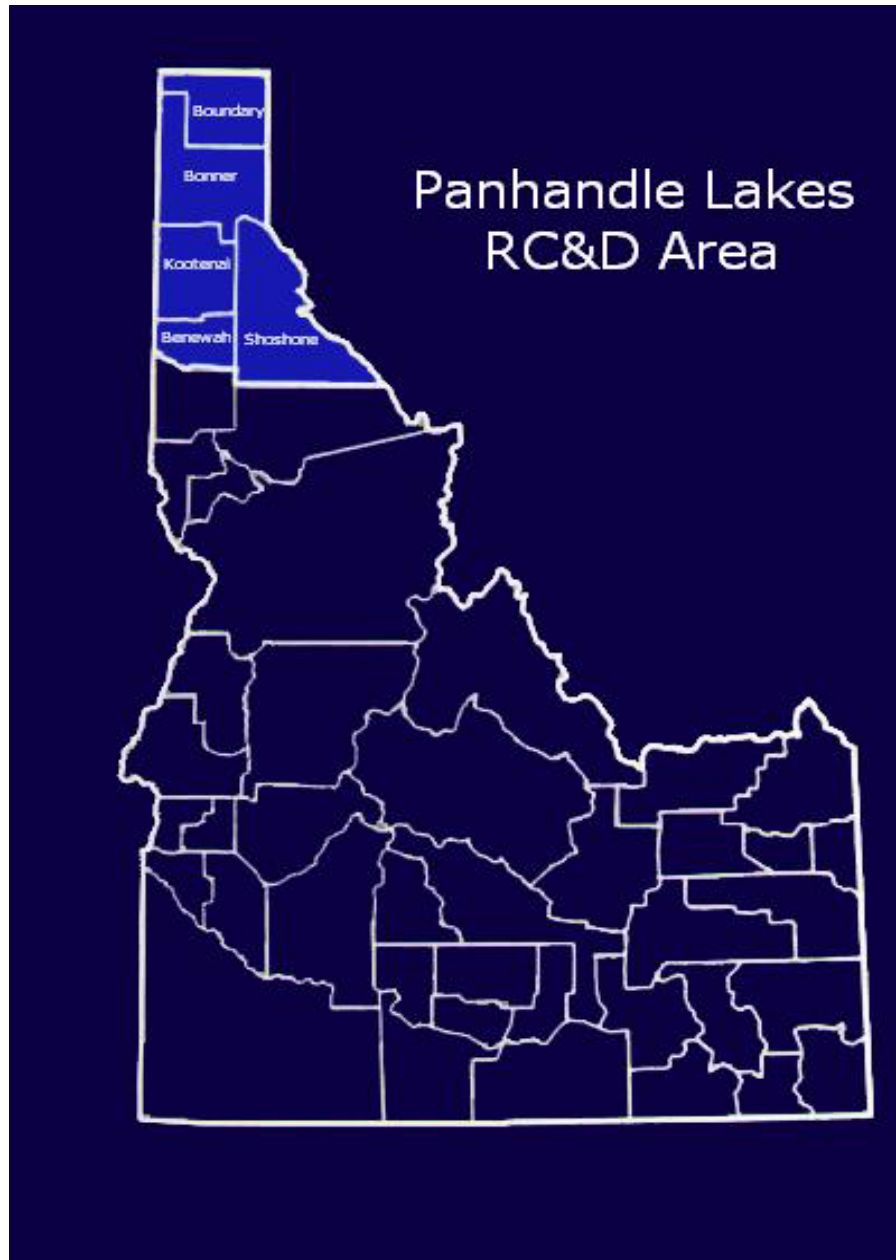 Boundary
Bonner
Panhandle Lakes
RC&D Area
Kootenai
Benewah
Shoshone